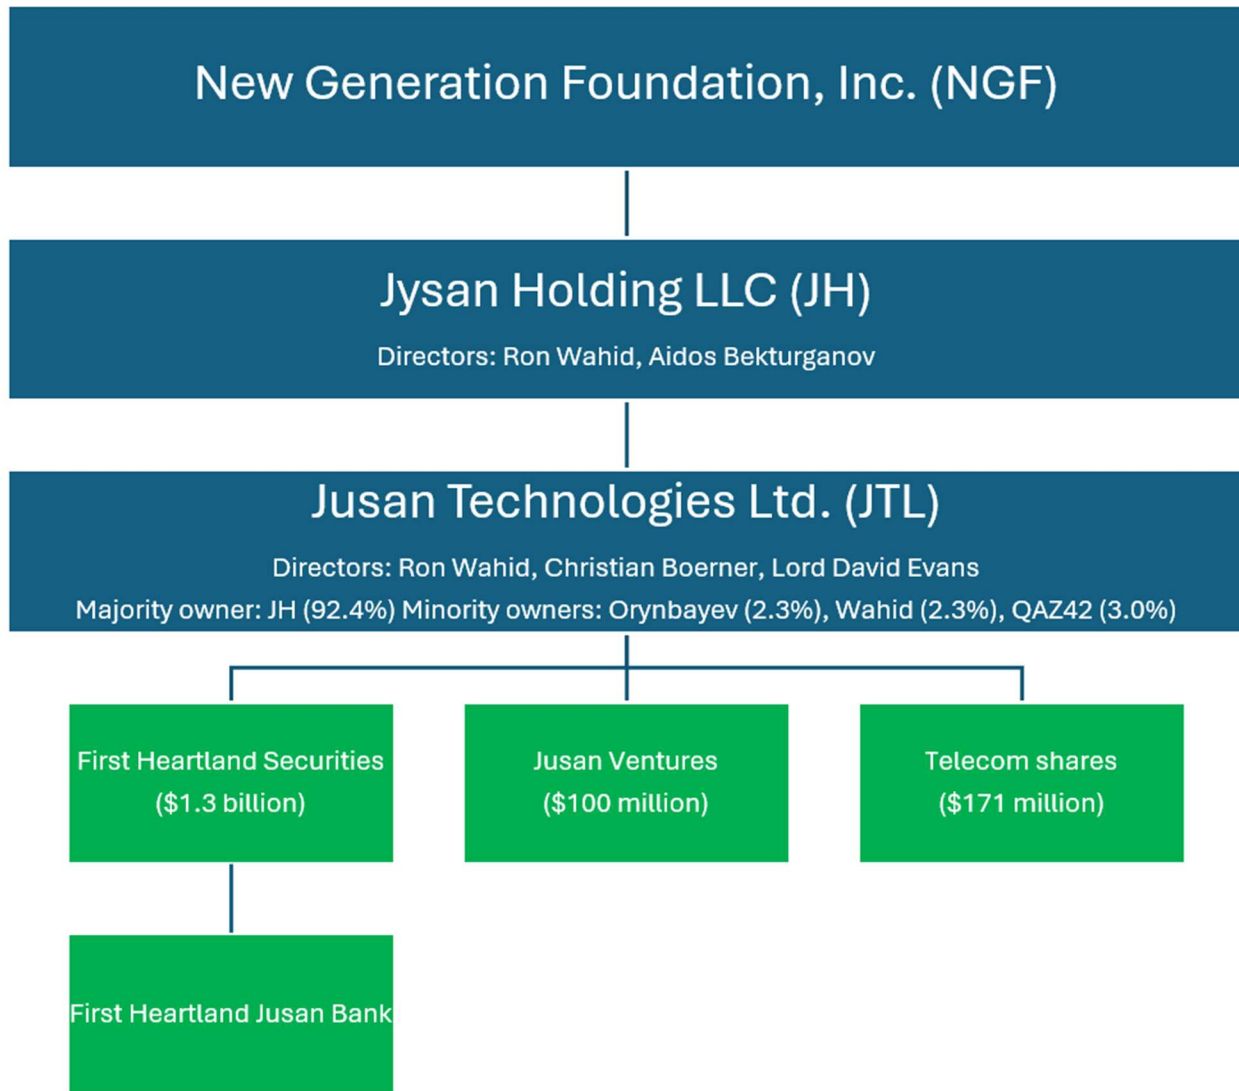 New Generation Foundation, Inc. (NGF)
Jysan Holding LLC (JH)
Directors: Ron Wahid, Aidos Bekturganov
Jusan Technologies Ltd. (JTL)
Directors: Ron Wahid, Christian Boerner, Lord David Evans
Majority owner: JH (92.4%) Minority owners: Orynbayev (2.3%), Wahid (2.3%), QAZ42 (3.0%)
First Heartland Securities
($1.3 billion)
Jusan Ventures
($100 million)
Telecom shares
($171 million)
First Heartland Jusan Bank